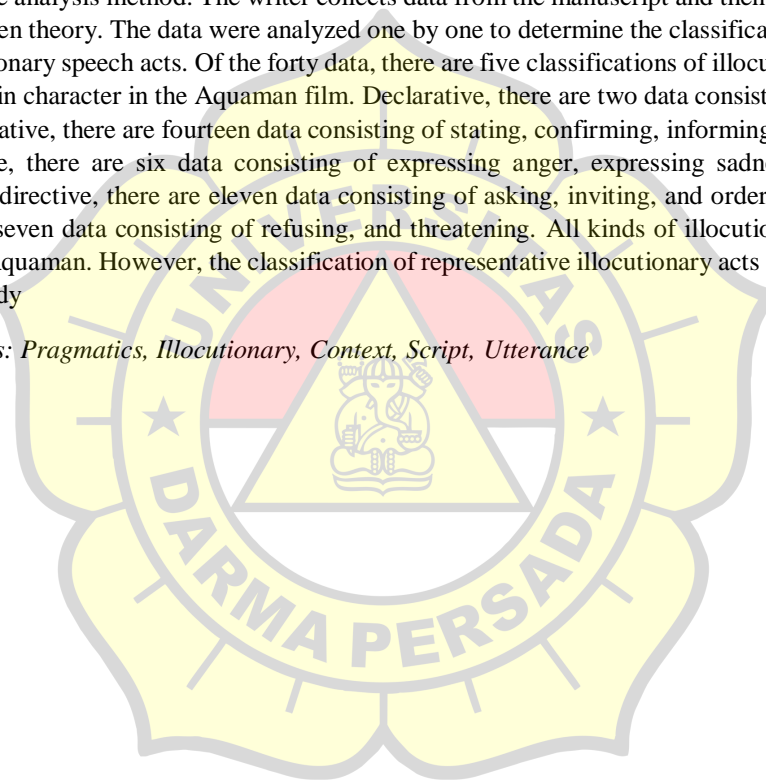 e analysis method. The writer collects data from the manuscript and then
en theory. The data were analyzed one by one to determine the classifica
onary speech acts. Of the forty data, there are five classifications of illocu
in character in the Aquaman film. Declarative, there are two data consist
ative, there are fourteen data consisting of stating, confirming, informing
e, there are six data consisting of expressing anger, expressing sadn
directive, there are eleven data consisting of asking, inviting, and order
seven data consisting of refusing, and threatening. All kinds of illocutio
Aquaman. However, the classification of representative illocutionary acts
dy
s: Pragmatics, Illocutionary, Context, Script, Utterance
UNIVERSITAS
DARMA PERSADA